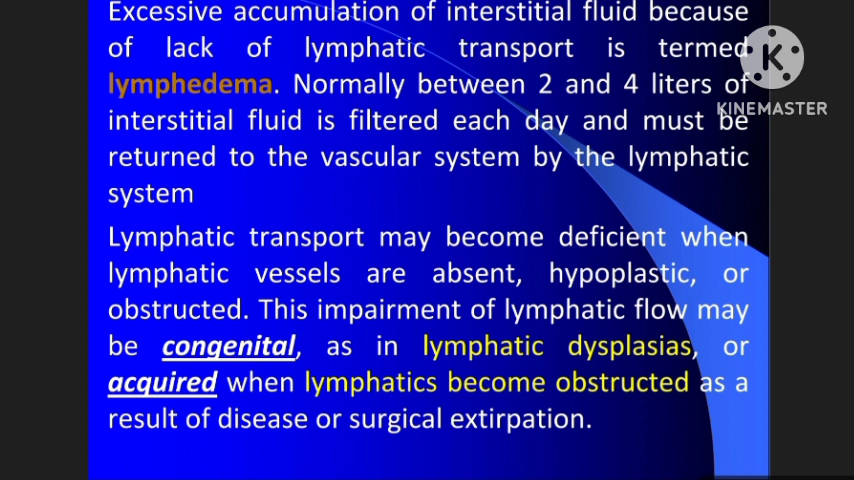 Excessive accumulation of interstitial fluid because
of lack of lymphatic transport is termed
lymphedema. Normally between 2 and 4 liters of
interstitial fluid is filtered each day and must be
returned to the vascular system by the lymphatic
system
Lymphatic transport may become deficient when
lymphatic vessels are absent, hypoplastic, or
obstructed. This impairment of lymphatic flow may
be congenital, as in lymphatic dysplasias, or
acquired when lymphatics become obstructed as a
result of disease or surgical extirpation.
K
KINEMASTER